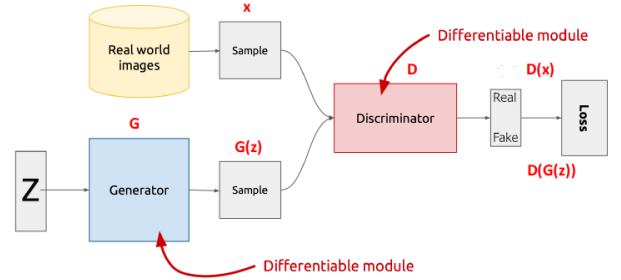 x
Real world
images
Sample
Differentiable module
D
Discriminator
D(x)
Real
Fake
Loss
D(G(z))
G
G(z)
Z
Generator
Sample
Differentiable module